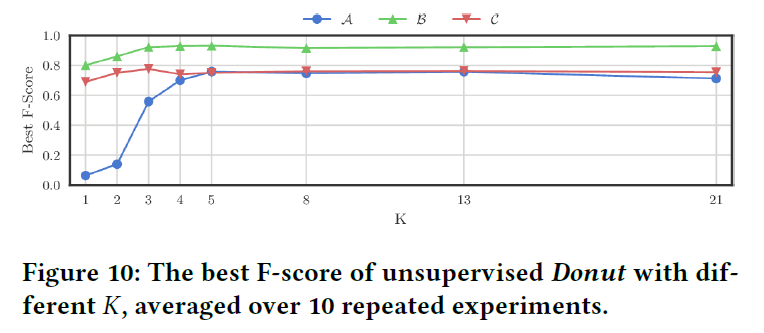 𝒜 ℬ 𝒞
Best F-Score
1.0
0.8
0.6
0.4
0.2
0.0
1 2 3 4 5 8 13 21
K
Figure 10: The best F-score of unsupervised Donut with dif-
ferent K, averaged over 10 repeated experiments.